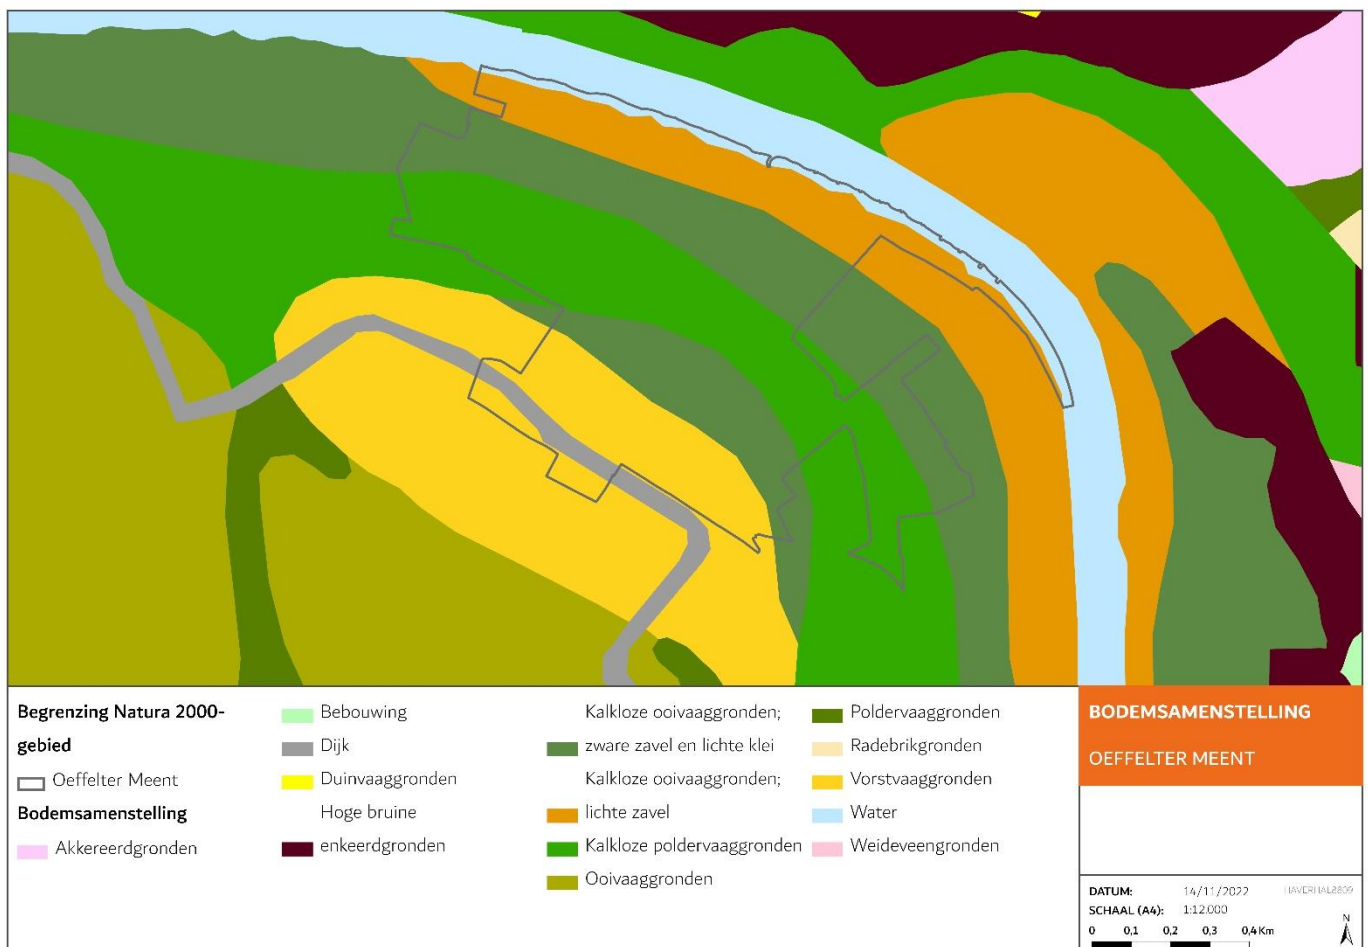 Begrenzing Natura 2000-
gebied
Oeffelter Meent
Bodemsamenstelling
Akkereerdgronden
Bebouwing
Dijk
Duinvaaggronden
Hoge bruine
enkeerdgronden
Kalkloze ooivaaggronden;
zware zavel en lichte klei
Kalkloze ooivaaggronden;
lichte zavel
Kalkloze poldervaaggronden
Ooivaaggronden
Poldervaaggronden
Radebrikgronden
Vorstvaaggronden
Water
Weideveengronden
BODEMSAMENSTELLING
OEFFELTER MEENT
DATUM: 14/11/2022 HAVERHAL8809
SCHAAL (A4): 1:12.000
0 0,1 0,2 0,3 0,4 Km
N